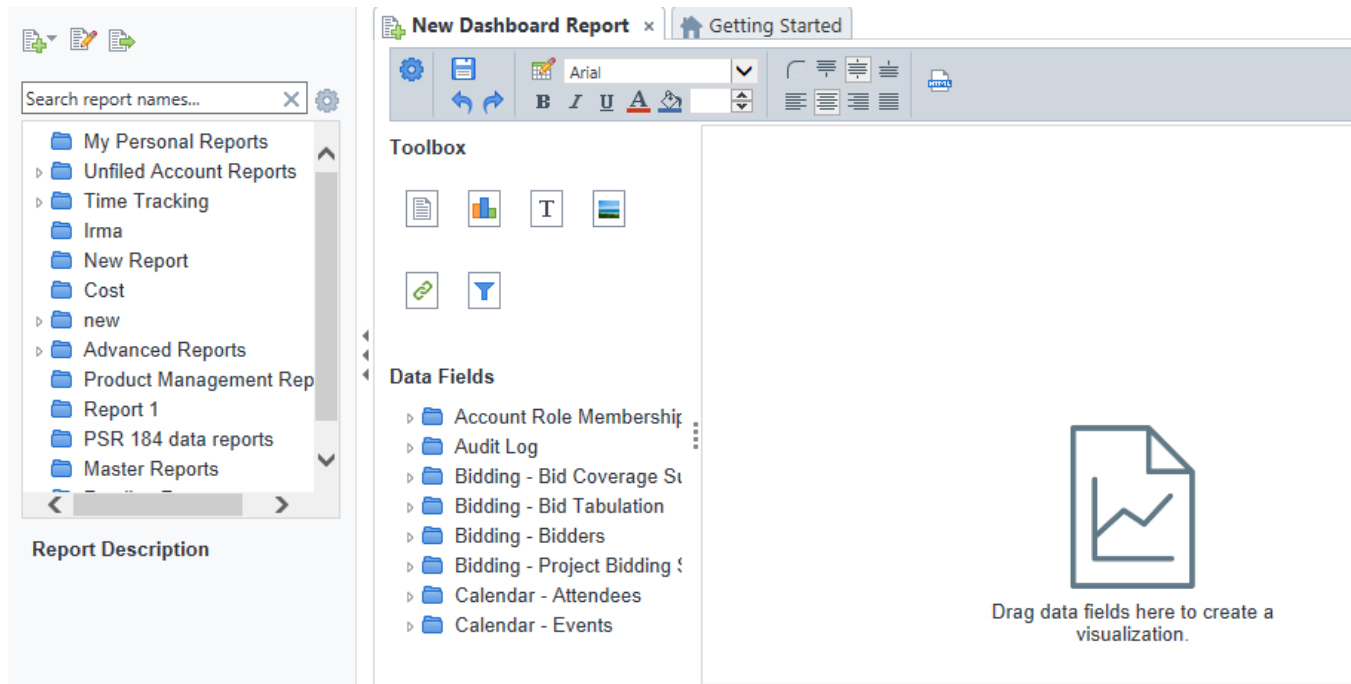 New Dashboard Report ×
Getting Started
Search report names...
My Personal Reports
Unfiled Account Reports
Time Tracking
Irma
New Report
Cost
new
Advanced Reports
Product Management Rep
Report 1
PSR 184 data reports
Master Reports
Report Description
Arial
B I U A
HTML
Toolbox
T
Data Fields
Account Role Membership
Audit Log
Bidding - Bid Coverage Su
Bidding - Bid Tabulation
Bidding - Bidders
Bidding - Project Bidding S
Calendar - Attendees
Calendar - Events
Drag data fields here to create a
visualization.